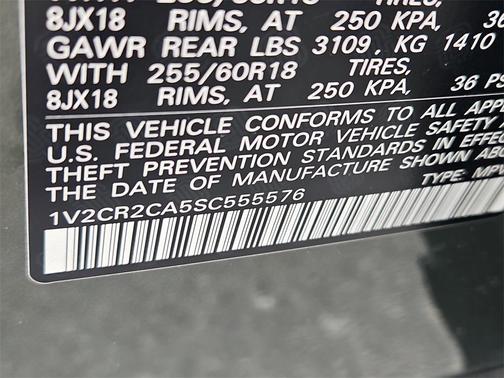 8JX18 RIMS, AT 250 KPA,
GAWR REAR LBS 3109, KG 1410
WITH 255/60R18 TIRES,
8JX18 RIMS, AT 250 KPA, 36
THIS VEHICLE CONFORMS TO ALL
U.S. FEDERAL MOTOR VEHICLE SAFETY
THEFT PREVENTION STANDARDS IN
THE DATE OF MANUFACTURE SHOWN
1V2CR2CA5SC555576 TYPE: